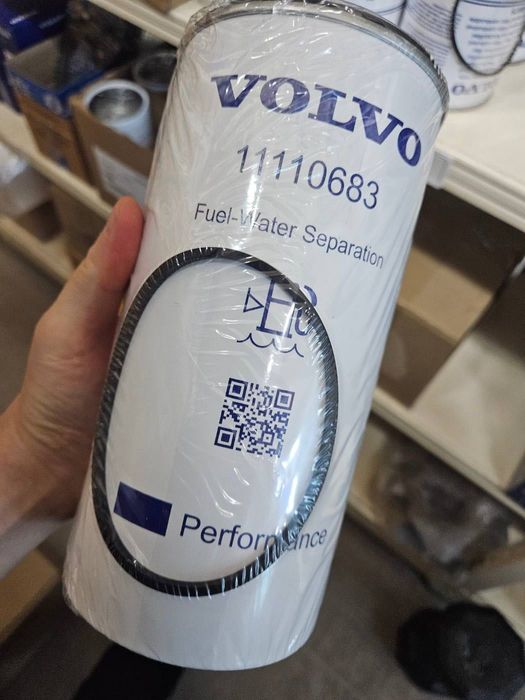 VOLVO
11110683
Fuel-Water Separation
Performance